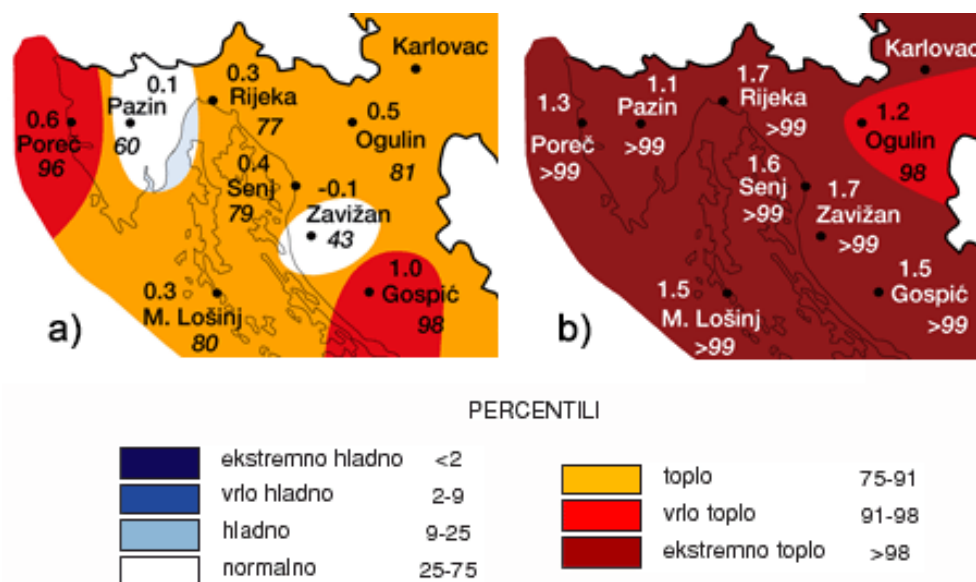 Karlovac
0.1
Pazin
60
0.3
Rijeka
77
0.6
Poreč
96
0.5
Ogulin
81
0.4
Senj
79
-0.1
Zavižan
43
1.0
Gospić
98
0.3
M. Lošinj
80
a)
Karlovac
1.3
Poreč
>99
1.1
Pazin
>99
1.7
Rijeka
>99
1.2
Ogulin
98
1.6
Senj
>99
1.7
Zavižan
>99
1.5
Gospić
>99
1.5
M. Lošinj
>99
b)
PERCENTILI
ekstremno hladno <2
vrlo hladno 2-9
hladno 9-25
normalno 25-75
toplo 75-91
vrlo toplo 91-98
ekstremno toplo >98